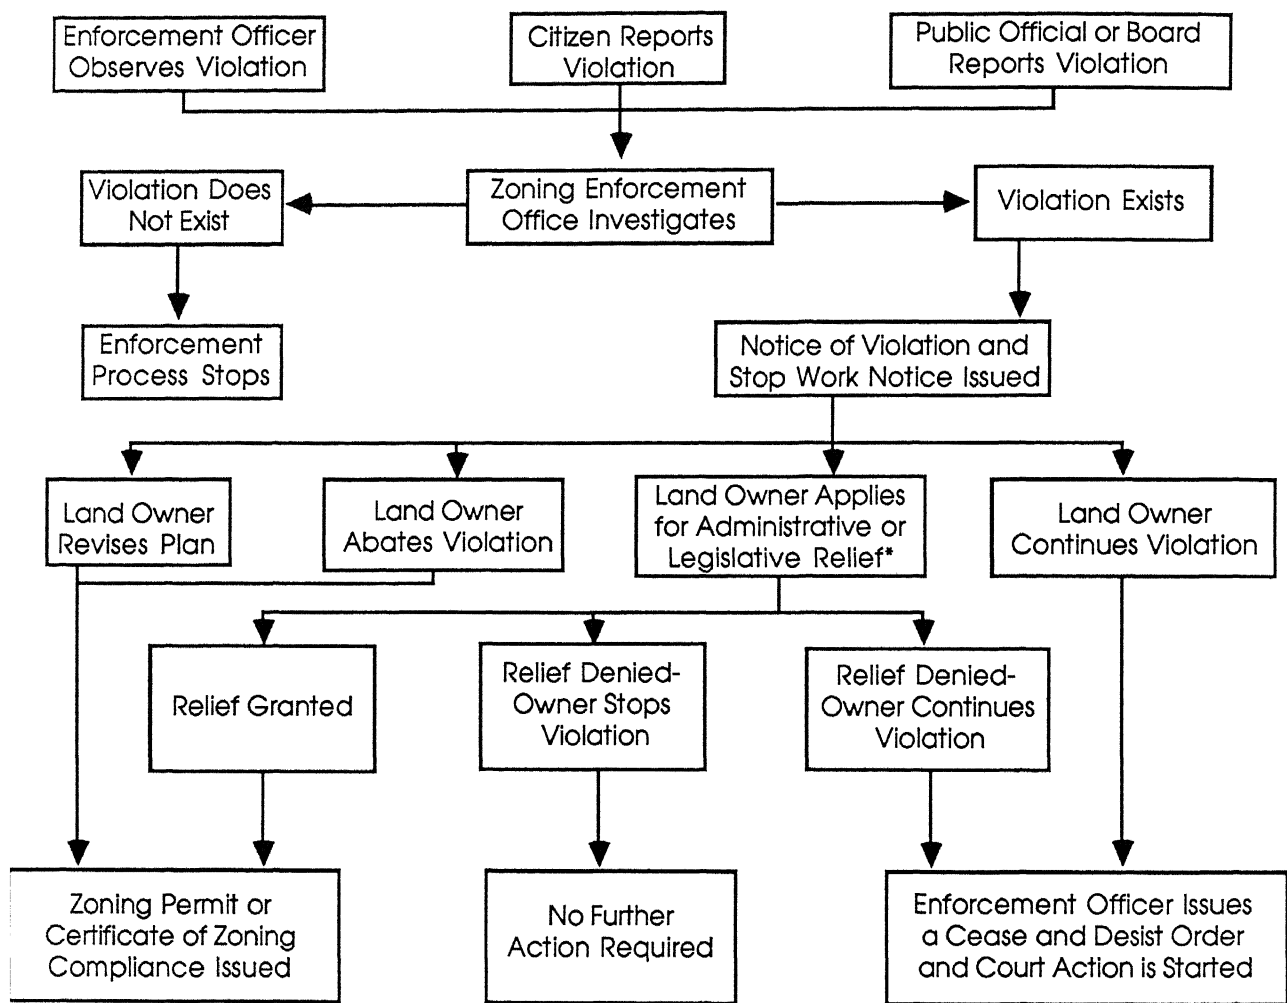 Enforcement Officer
Observes Violation
Citizen Reports
Violation
Public Official or Board
Reports Violation
Violation Does
Not Exist
Zoning Enforcement
Office Investigates
Violation Exists
Enforcement
Process Stops
Notice of Violation and
Stop Work Notice Issued
Land Owner
Revises Plan
Land Owner
Abates Violation
Land Owner Applies
for Administrative or
Legislative Relief*
Land Owner
Continues Violation
Relief Granted
Relief Denied-
Owner Stops
Violation
Relief Denied-
Owner Continues
Violation
Zoning Permit or
Certificate of Zoning
Compliance Issued
No Further
Action Required
Enforcement Officer Issues
a Cease and Desist Order
and Court Action is Started